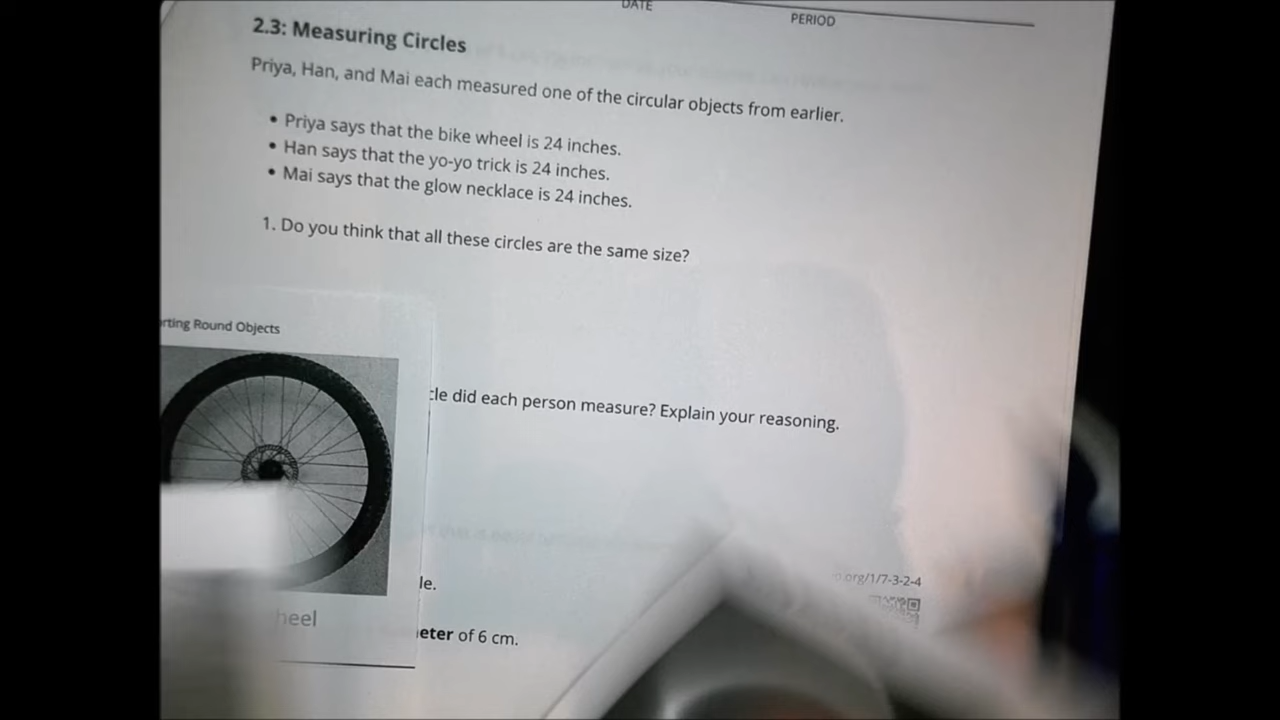 DATE
PERIOD
2.3: Measuring Circles
Priya, Han, and Mai each measured one of the circular objects from earlier.
• Priya says that the bike wheel is 24 inches.
• Han says that the yo-yo trick is 24 inches.
• Mai says that the glow necklace is 24 inches.
1. Do you think that all these circles are the same size?
rting Round Objects
cle did each person measure? Explain your reasoning.
le.
.org/1/7-3-2-4
heel
eter of 6 cm.